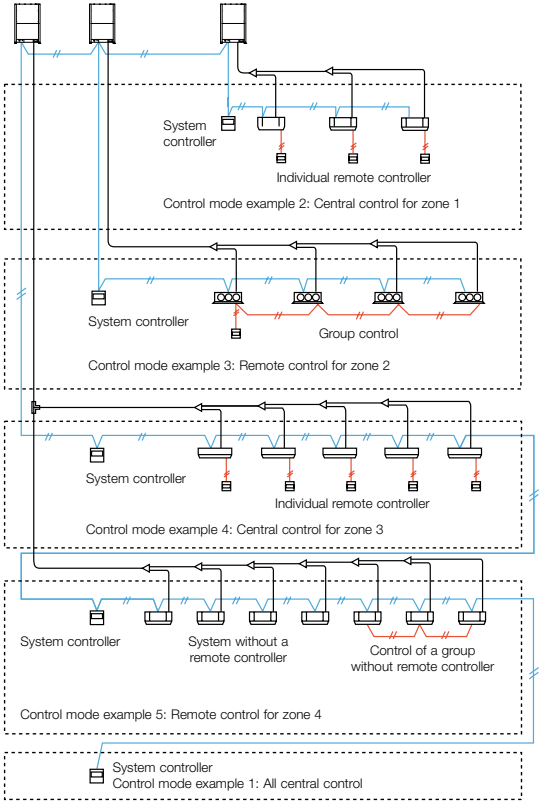 System
controller
Individual remote controller
Control mode example 2: Central control for zone 1
System controller
Group control
Control mode example 3: Remote control for zone 2
System controller
Individual remote controller
Control mode example 4: Central control for zone 3
System controller
System without a
remote controller
Control of a group
without remote controller
Control mode example 5: Remote control for zone 4
System controller
Control mode example 1: All central control